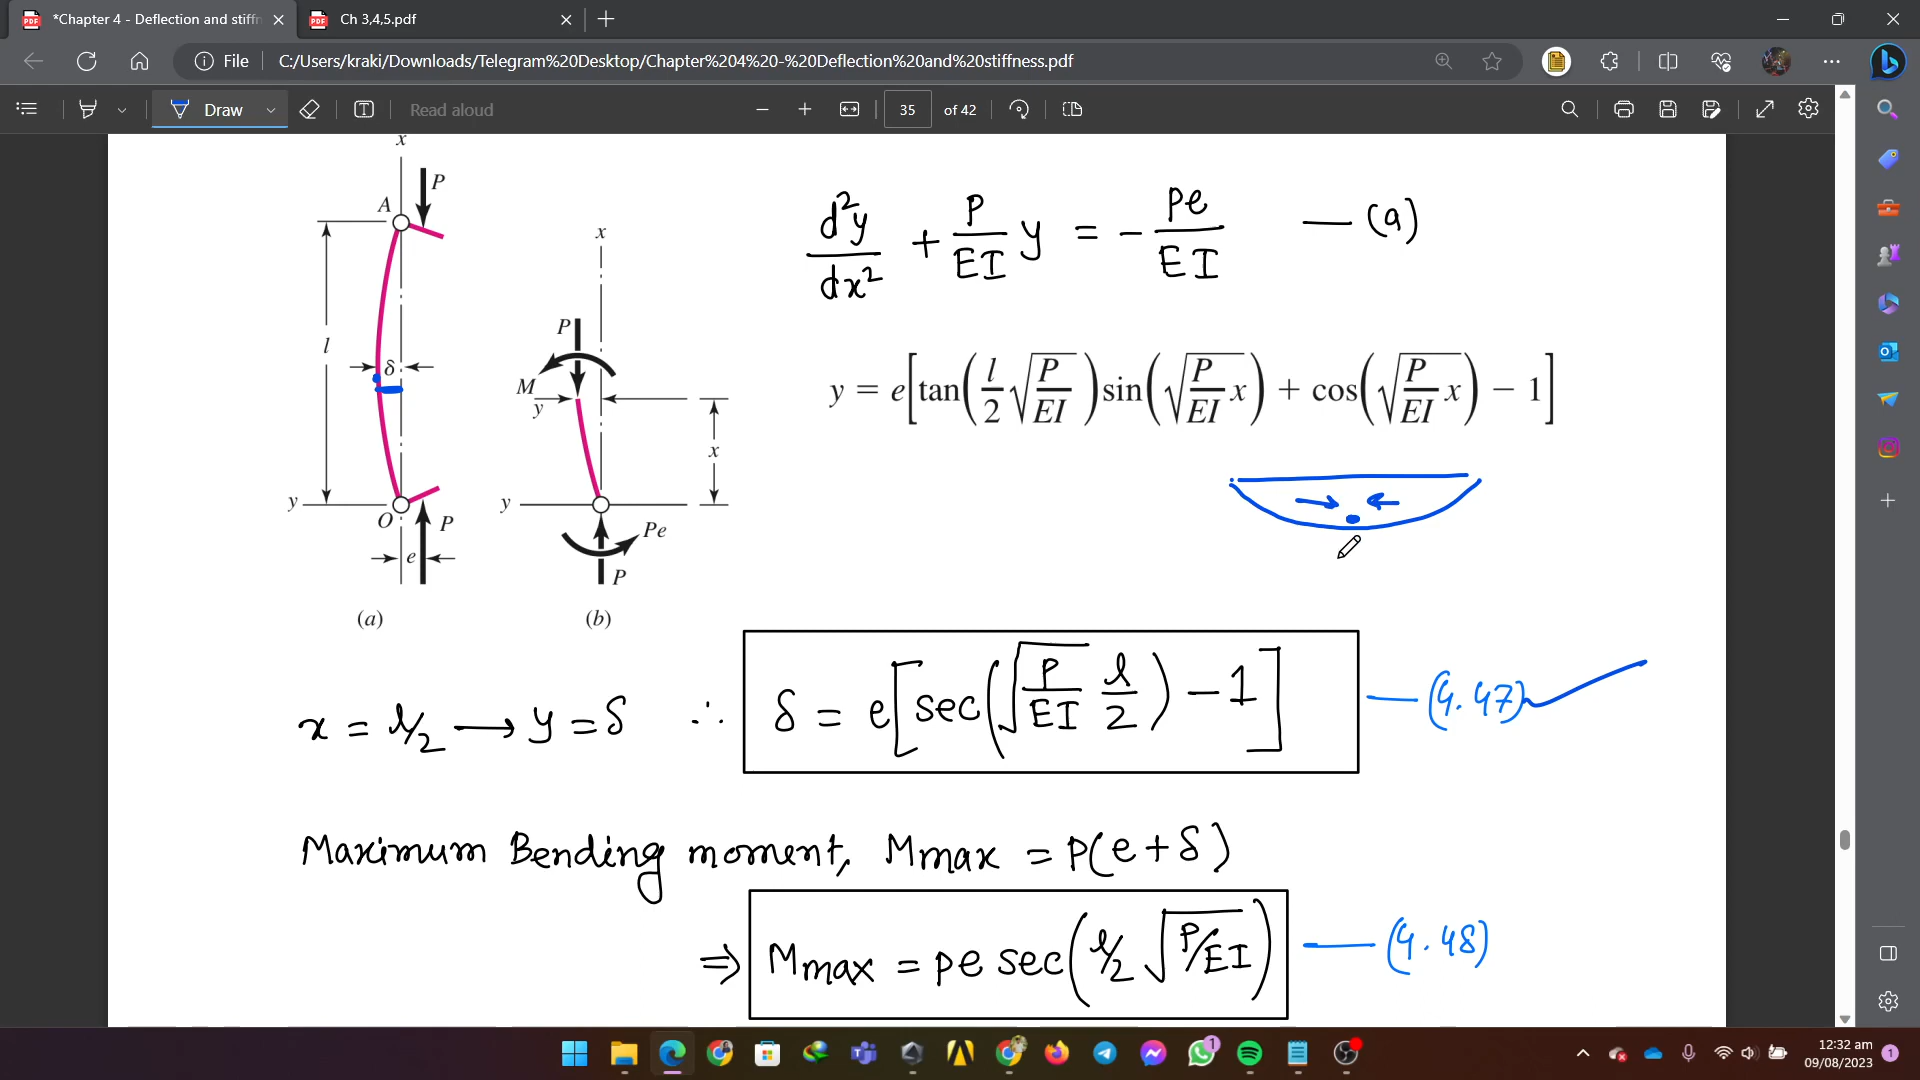 *Chapter 4 - Deflection and stiffn
Ch 3,4,5.pdf
File
C:/Users/kraki/Downloads/Telegram%20Desktop/Chapter%204%20-%20Deflection%20and%20stiffness.pdf
Draw
Read aloud
35
of 42
x
P
A
l
δ
y
O
P
e
(a)
x
P
M
y
x
y
Pe
P
(b)
d²y/dx² + P/EI y = - Pe/EI — (a)
y = e[tan(l/2 √(P/EI)) sin(√(P/EI) x) + cos(√(P/EI) x) − 1]
x = l/2 ⟶ y = δ ∴ δ = e[sec(√(P/EI) l/2) − 1] — (4.47)
Maximum Bending moment, Mmax = P(e+δ)
⇒ Mmax = pe sec(l/2 √(P/EI)) — (4.48)
1
12:32 am
09/08/2023
1